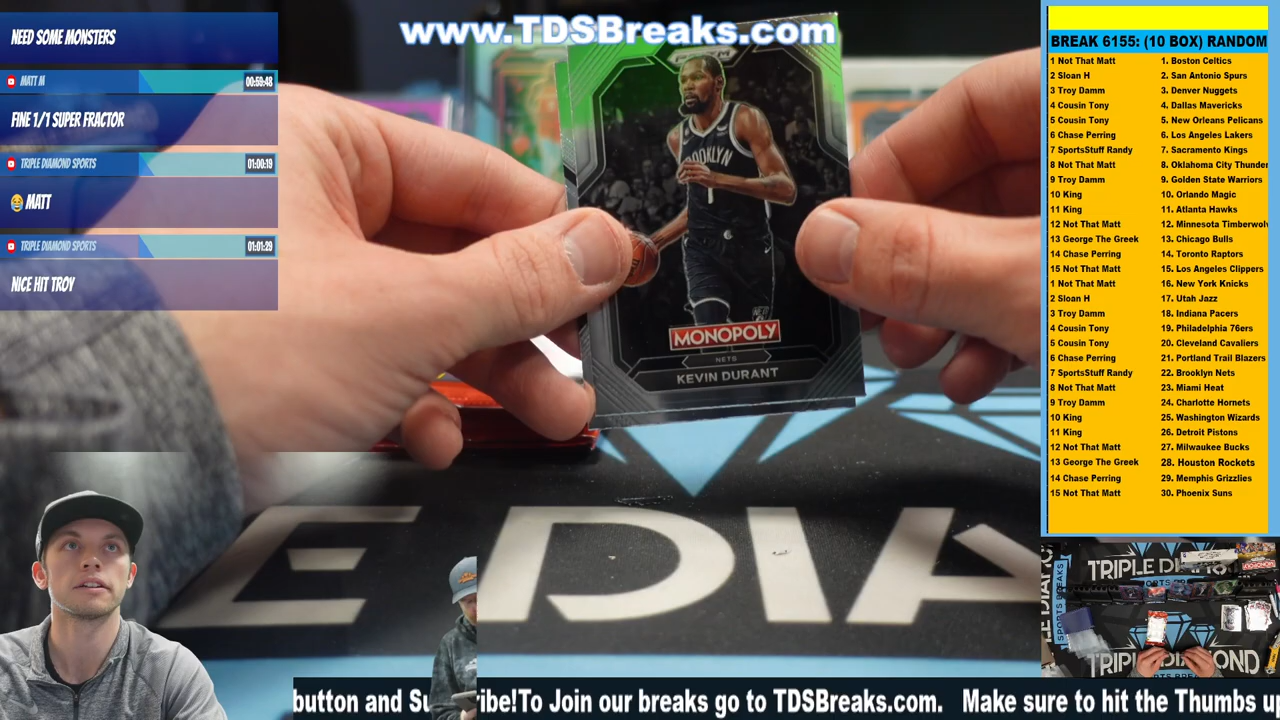 www.TDSBreaks.com
NEED SOME MONSTERS
MATT M
00:59:48
FINE 1/1 SUPER FRACTOR
TRIPLE DIAMOND SPORTS
01:00:19
😂 MATT
TRIPLE DIAMOND SPORTS
01:01:29
NICE HIT TROY
PRIZM
BROOKLYN
MONOPOLY
NETS
KEVIN DURANT
E DIA
BREAK 6155: (10 BOX) RANDOM
1 Not That Matt 1. Boston Celtics
2 Sloan H 2. San Antonio Spurs
3 Troy Damm 3. Denver Nuggets
4 Cousin Tony 4. Dallas Mavericks
5 Cousin Tony 5. New Orleans Pelicans
6 Chase Perring 6. Los Angeles Lakers
7 SportsStuff Randy 7. Sacramento Kings
8 Not That Matt 8. Oklahoma City Thunder
9 Troy Damm 9. Golden State Warriors
10 King 10. Orlando Magic
11 King 11. Atlanta Hawks
12 Not That Matt 12. Minnesota Timberwol
13 George The Greek 13. Chicago Bulls
14 Chase Perring 14. Toronto Raptors
15 Not That Matt 15. Los Angeles Clippers
1 Not That Matt 16. New York Knicks
2 Sloan H 17. Utah Jazz
3 Troy Damm 18. Indiana Pacers
4 Cousin Tony 19. Philadelphia 76ers
5 Cousin Tony 20. Cleveland Cavaliers
6 Chase Perring 21. Portland Trail Blazers
7 SportsStuff Randy 22. Brooklyn Nets
8 Not That Matt 23. Miami Heat
9 Troy Damm 24. Charlotte Hornets
10 King 25. Washington Wizards
11 King 26. Detroit Pistons
12 Not That Matt 27. Milwaukee Bucks
13 George The Greek 28. Houston Rockets
14 Chase Perring 29. Memphis Grizzlies
15 Not That Matt 30. Phoenix Suns
TRIPLE DIAM
SPORTS BREA
TRIPLE DIAMOND
SPORTS BREAKS
button and Su ribe!To Join our breaks go to TDSBreaks.com. Make sure to hit the Thumbs u